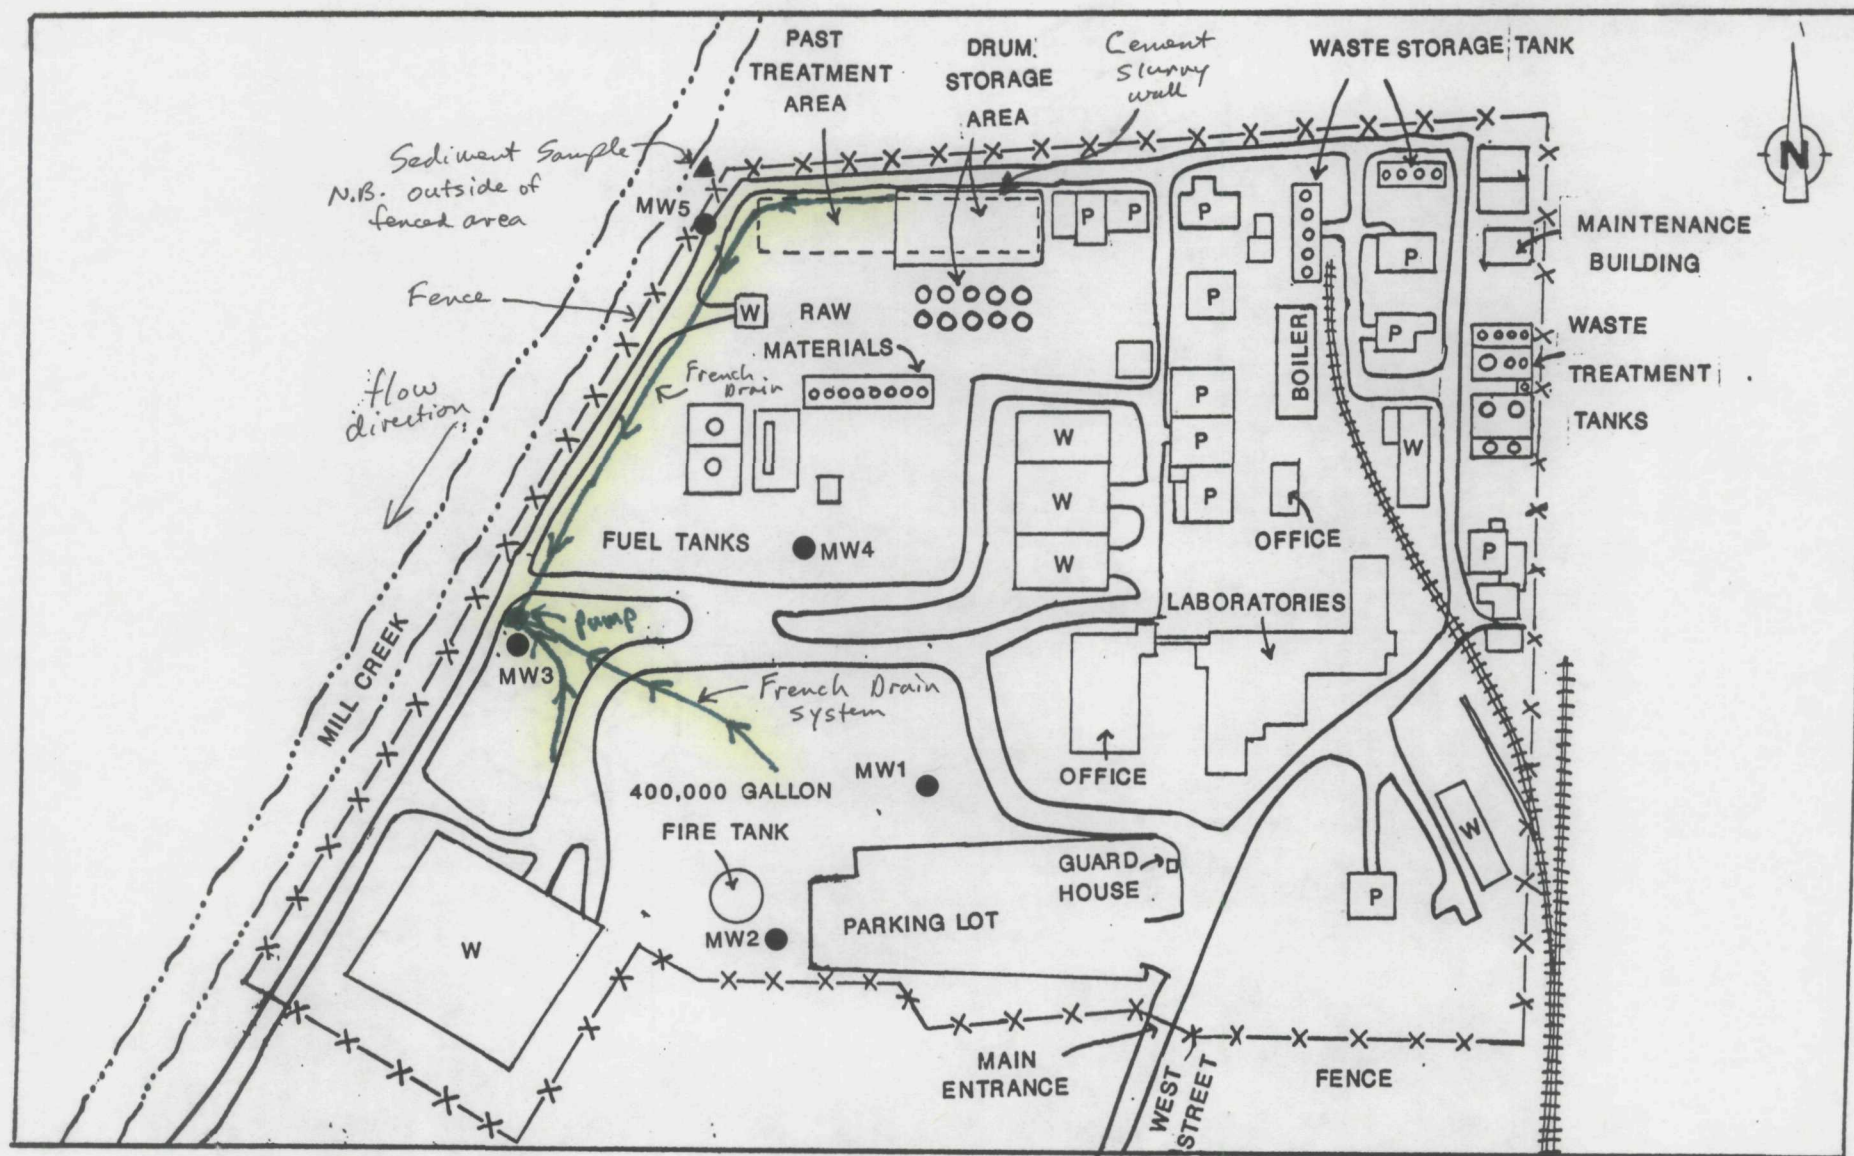 PAST
TREATMENT
AREA
DRUM
STORAGE
AREA
Cement
slurry
wall
WASTE STORAGE TANK
N
Sediment Sample
N.B. outside of
fenced area
MW5
P
P
P
P
MAINTENANCE
BUILDING
Fence
W
RAW
MATERIALS
P
BOILER
P
WASTE
TREATMENT
TANKS
French
Drain
flow
direction
P
P
P
W
W
W
W
OFFICE
FUEL TANKS
MW4
P
MILL CREEK
pump
MW3
LABORATORIES
French Drain
system
OFFICE
MW1
400,000 GALLON
FIRE TANK
W
GUARD
HOUSE
P
PARKING LOT
MW2
W
MAIN
ENTRANCE
WEST
STREET
FENCE